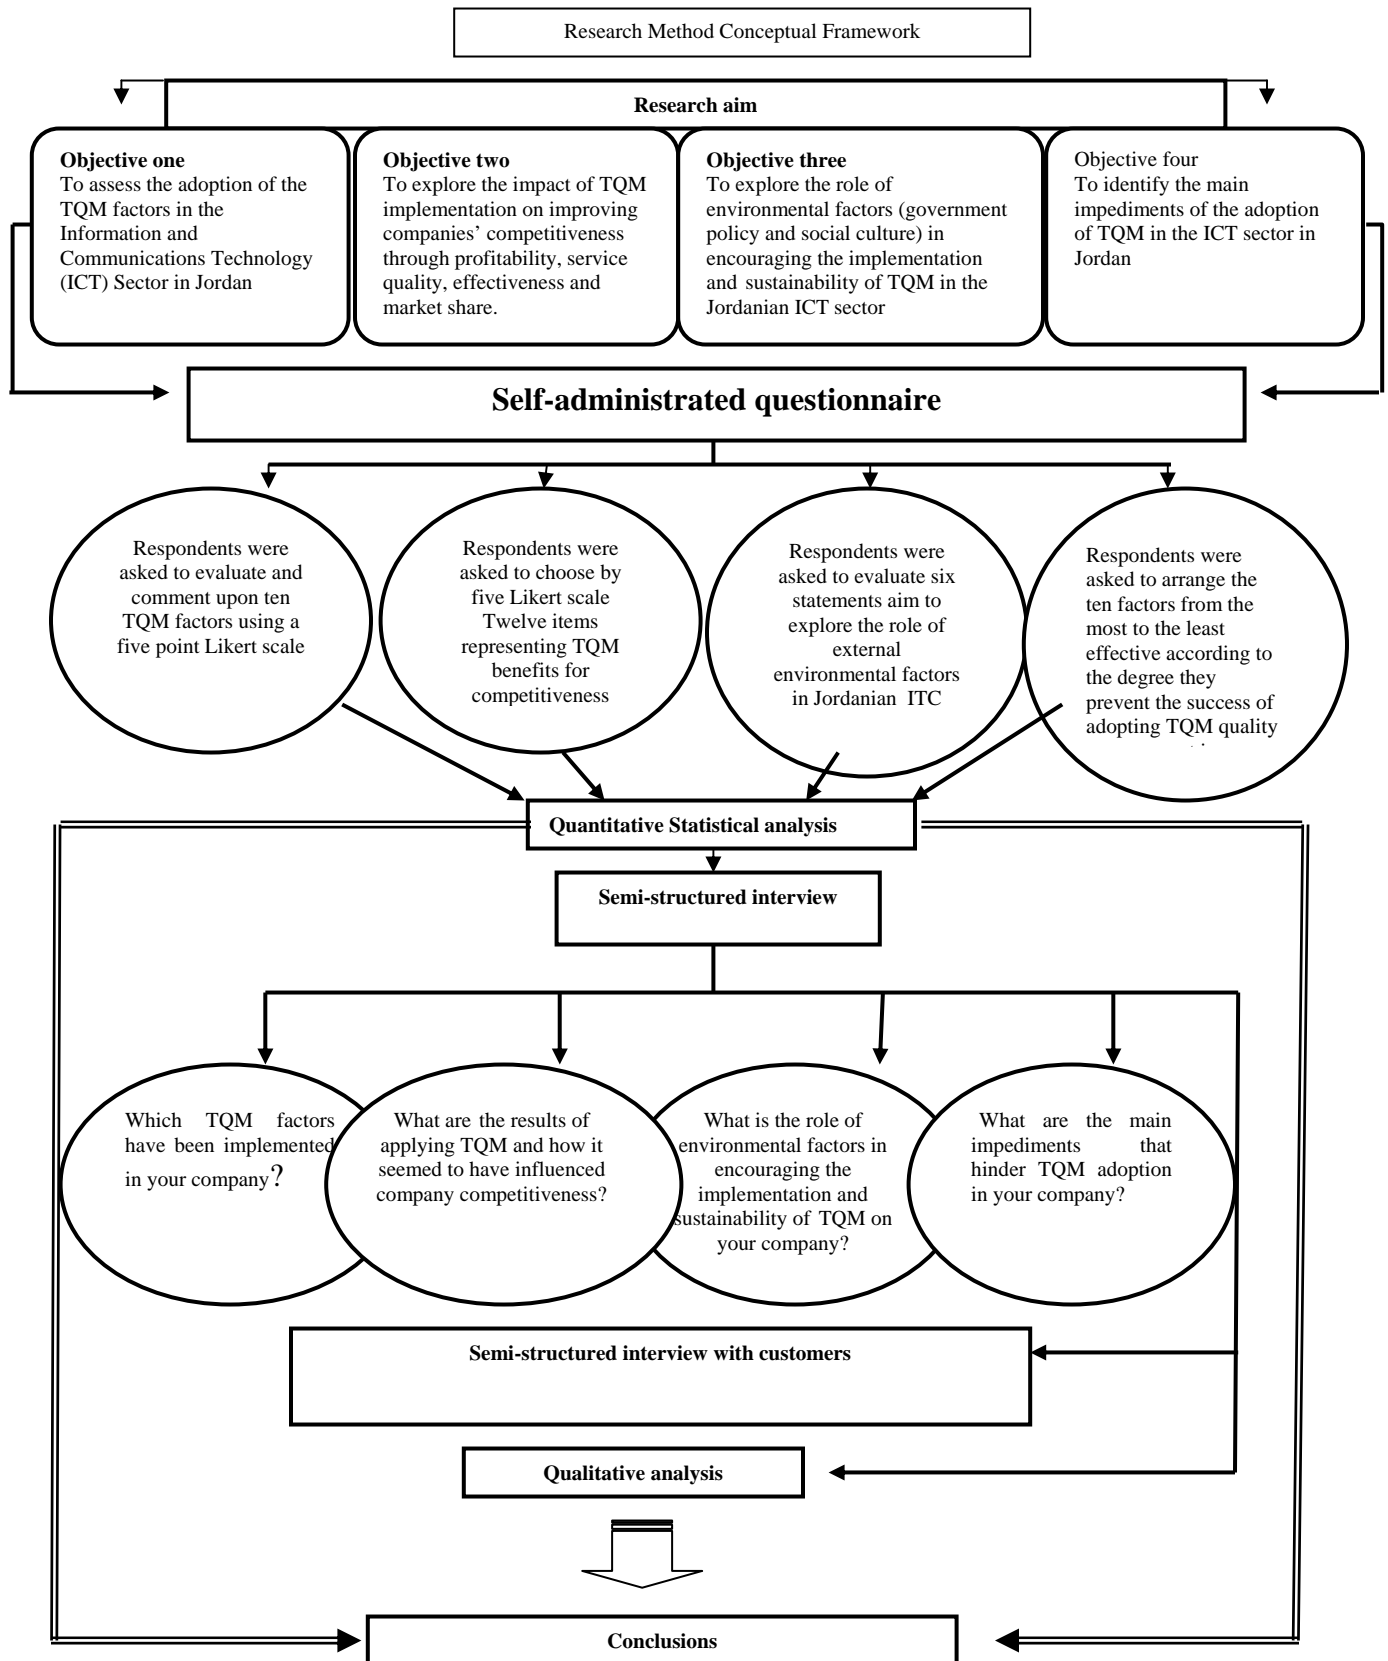 Research Method Conceptual Framework
Research aim
Objective one
To assess the adoption of the
TQM factors in the
Information and
Communications Technology
(ICT) Sector in Jordan
Objective two
To explore the impact of TQM
implementation on improving
companies’ competitiveness
through profitability, service
quality, effectiveness and
market share.
Objective three
To explore the role of
environmental factors (government
policy and social culture) in
encouraging the implementation
and sustainability of TQM in the
Jordanian ICT sector
Objective four
To identify the main
impediments of the adoption
of TQM in the ICT sector in
Jordan
Self-administrated questionnaire
Respondents were
asked to evaluate and
comment upon ten
TQM factors using a
five point Likert scale
Respondents were
asked to choose by
five Likert scale
Twelve items
representing TQM
benefits for
competitiveness
Respondents were
asked to evaluate six
statements aim to
explore the role of
external
environmental factors
in Jordanian ITC
Respondents were
asked to arrange the
ten factors from the
most to the least
effective according to
the degree they
prevent the success of
adopting TQM quality
Quantitative Statistical analysis
Semi-structured interview
Which TQM factors
have been implemented
in your company?
What are the results of
applying TQM and how it
seemed to have influenced
company competitiveness?
What is the role of
environmental factors in
encouraging the
implementation and
sustainability of TQM on
your company?
What are the main
impediments that
hinder TQM adoption
in your company?
Semi-structured interview with customers
Qualitative analysis
Conclusions